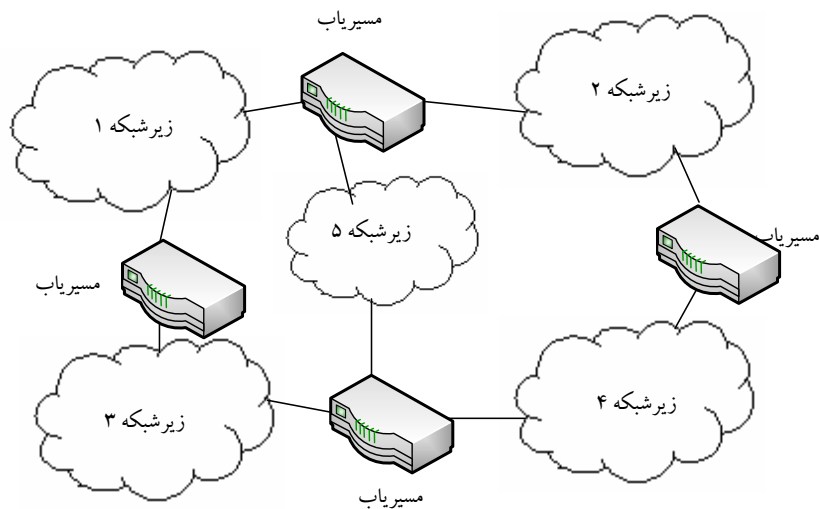 مسیریاب
زیرشبکه ۲
زیرشبکه ۱
زیرشبکه ۵
مسیریاب
مسیریاب
زیرشبکه ۴
زیرشبکه ۳
مسیریاب